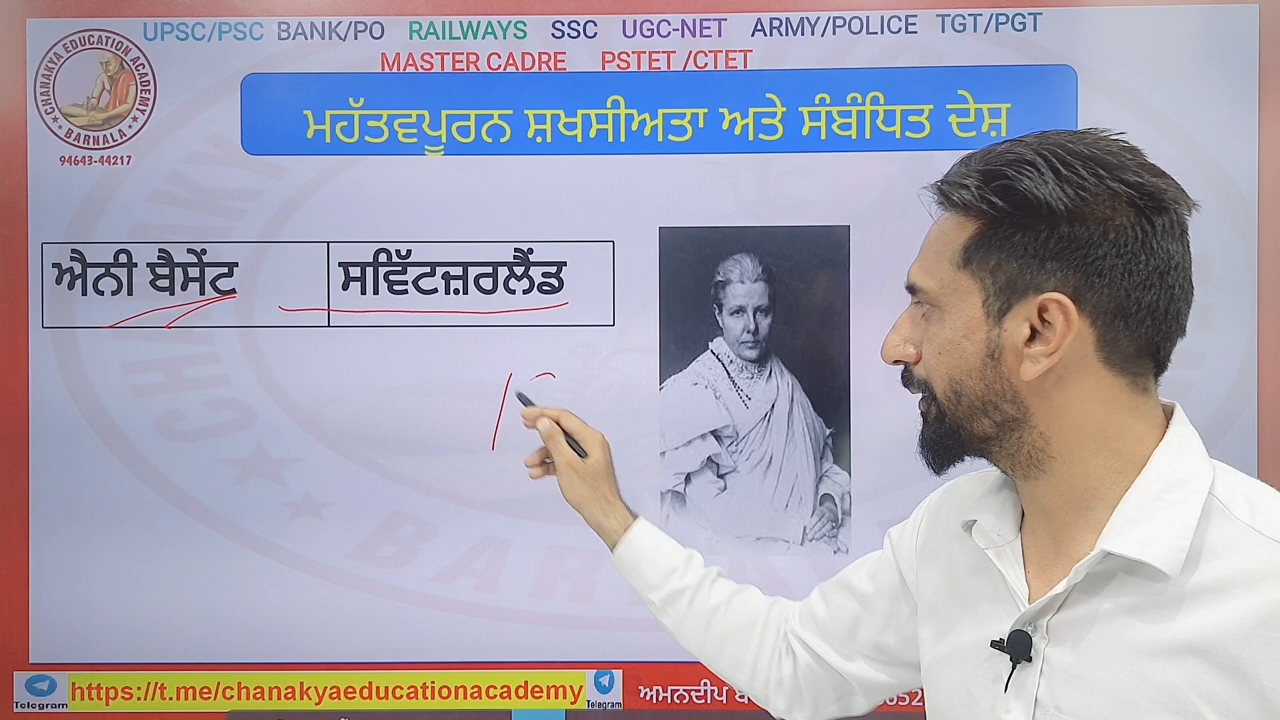 UPSC/PSC BANK/PO RAILWAYS SSC UGC-NET ARMY/POLICE TGT/PGT
MASTER CADRE PSTET /CTET
CHANAKYA EDUCATION ACADEMY
BARNALA
94643-44217
ਮਹੱਤਵਪੂਰਨ ਸ਼ਖਸੀਅਤਾ ਅਤੇ ਸੰਬੰਧਿਤ ਦੇਸ਼
ਐਨੀ ਬੈਸੇਂਟ ਸਵਿੱਟਜ਼ਰਲੈਂਡ
Telegram https://t.me/chanakyaeducationacademy Telegram ਅਮਨਦੀਪ